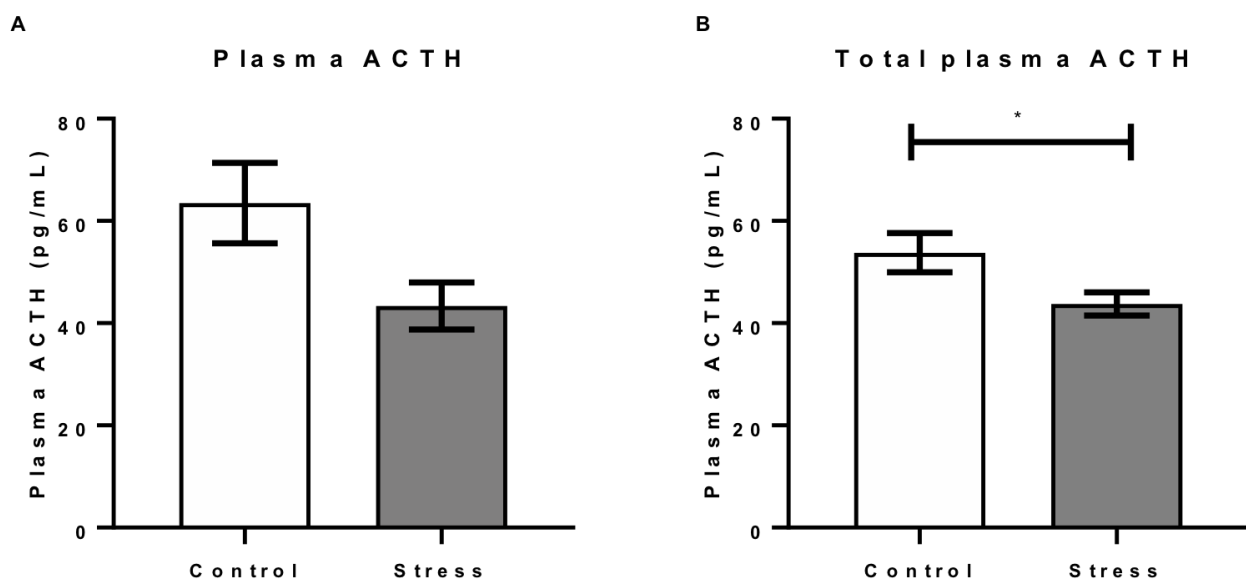 A
Plasma ACTH
Plasma ACTH (pg/mL)
80
60
40
20
0
Control Stress
B
Total plasma ACTH
*
Plasma ACTH (pg/mL)
80
60
40
20
0
Control Stress